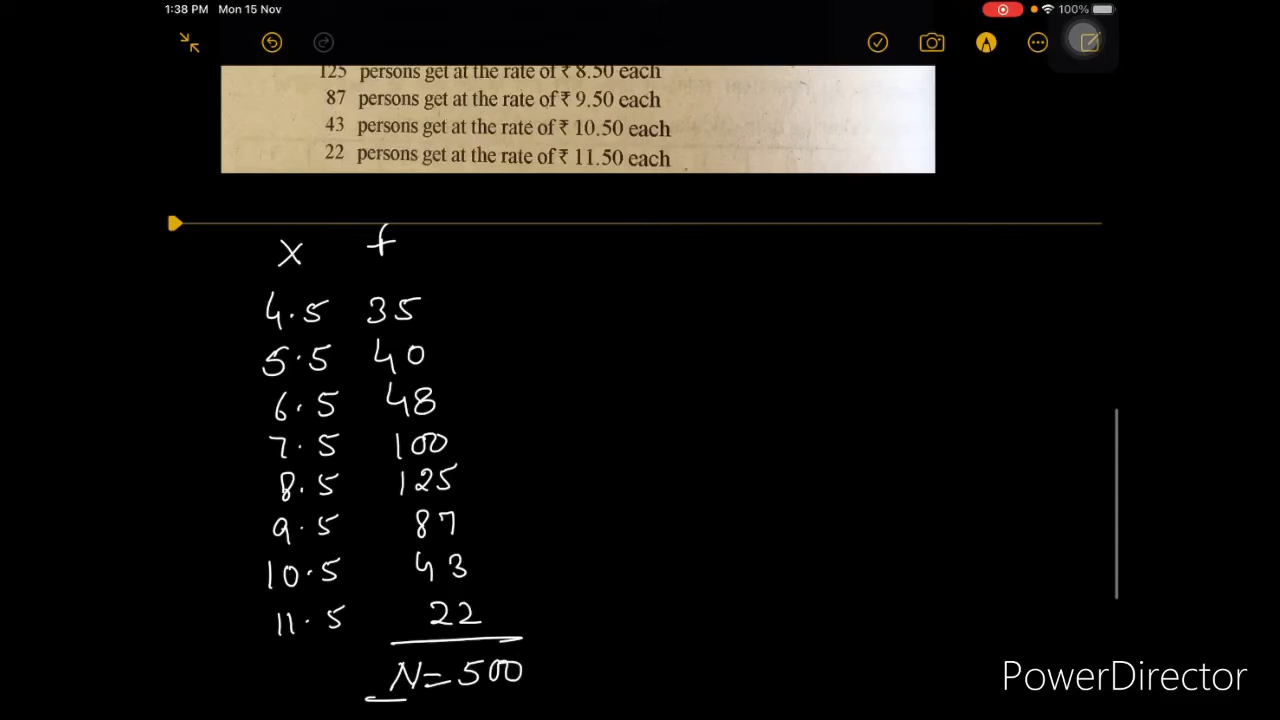 1:38 PM Mon 15 Nov 100%
125 persons get at the rate of ₹ 8.50 each
87 persons get at the rate of ₹ 9.50 each
43 persons get at the rate of ₹ 10.50 each
22 persons get at the rate of ₹ 11.50 each
x f
4.5 35
5.5 40
6.5 48
7.5 100
8.5 125
9.5 87
10.5 43
11.5 22
N=500
PowerDirector